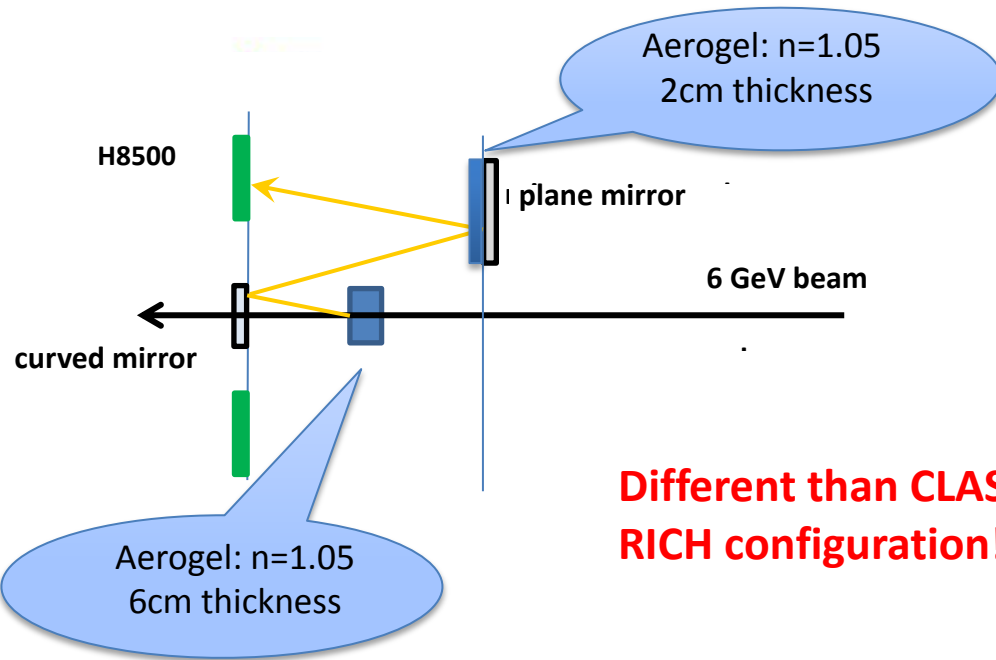 Aerogel: n=1.05
2cm thickness
H8500
plane mirror
6 GeV beam
curved mirror
Different than CLAS
RICH configuration!
Aerogel: n=1.05
6cm thickness